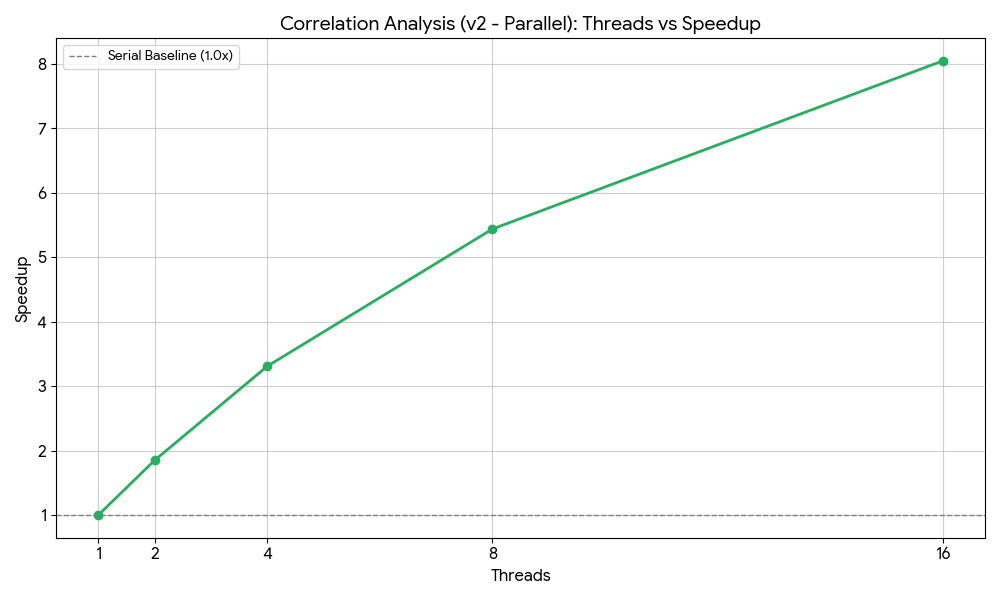 Correlation Analysis (v2 - Parallel): Threads vs Speedup
Serial Baseline (1.0x)
8
7
6
5
4
3
2
1
Speedup
1 2 4 8 16
Threads